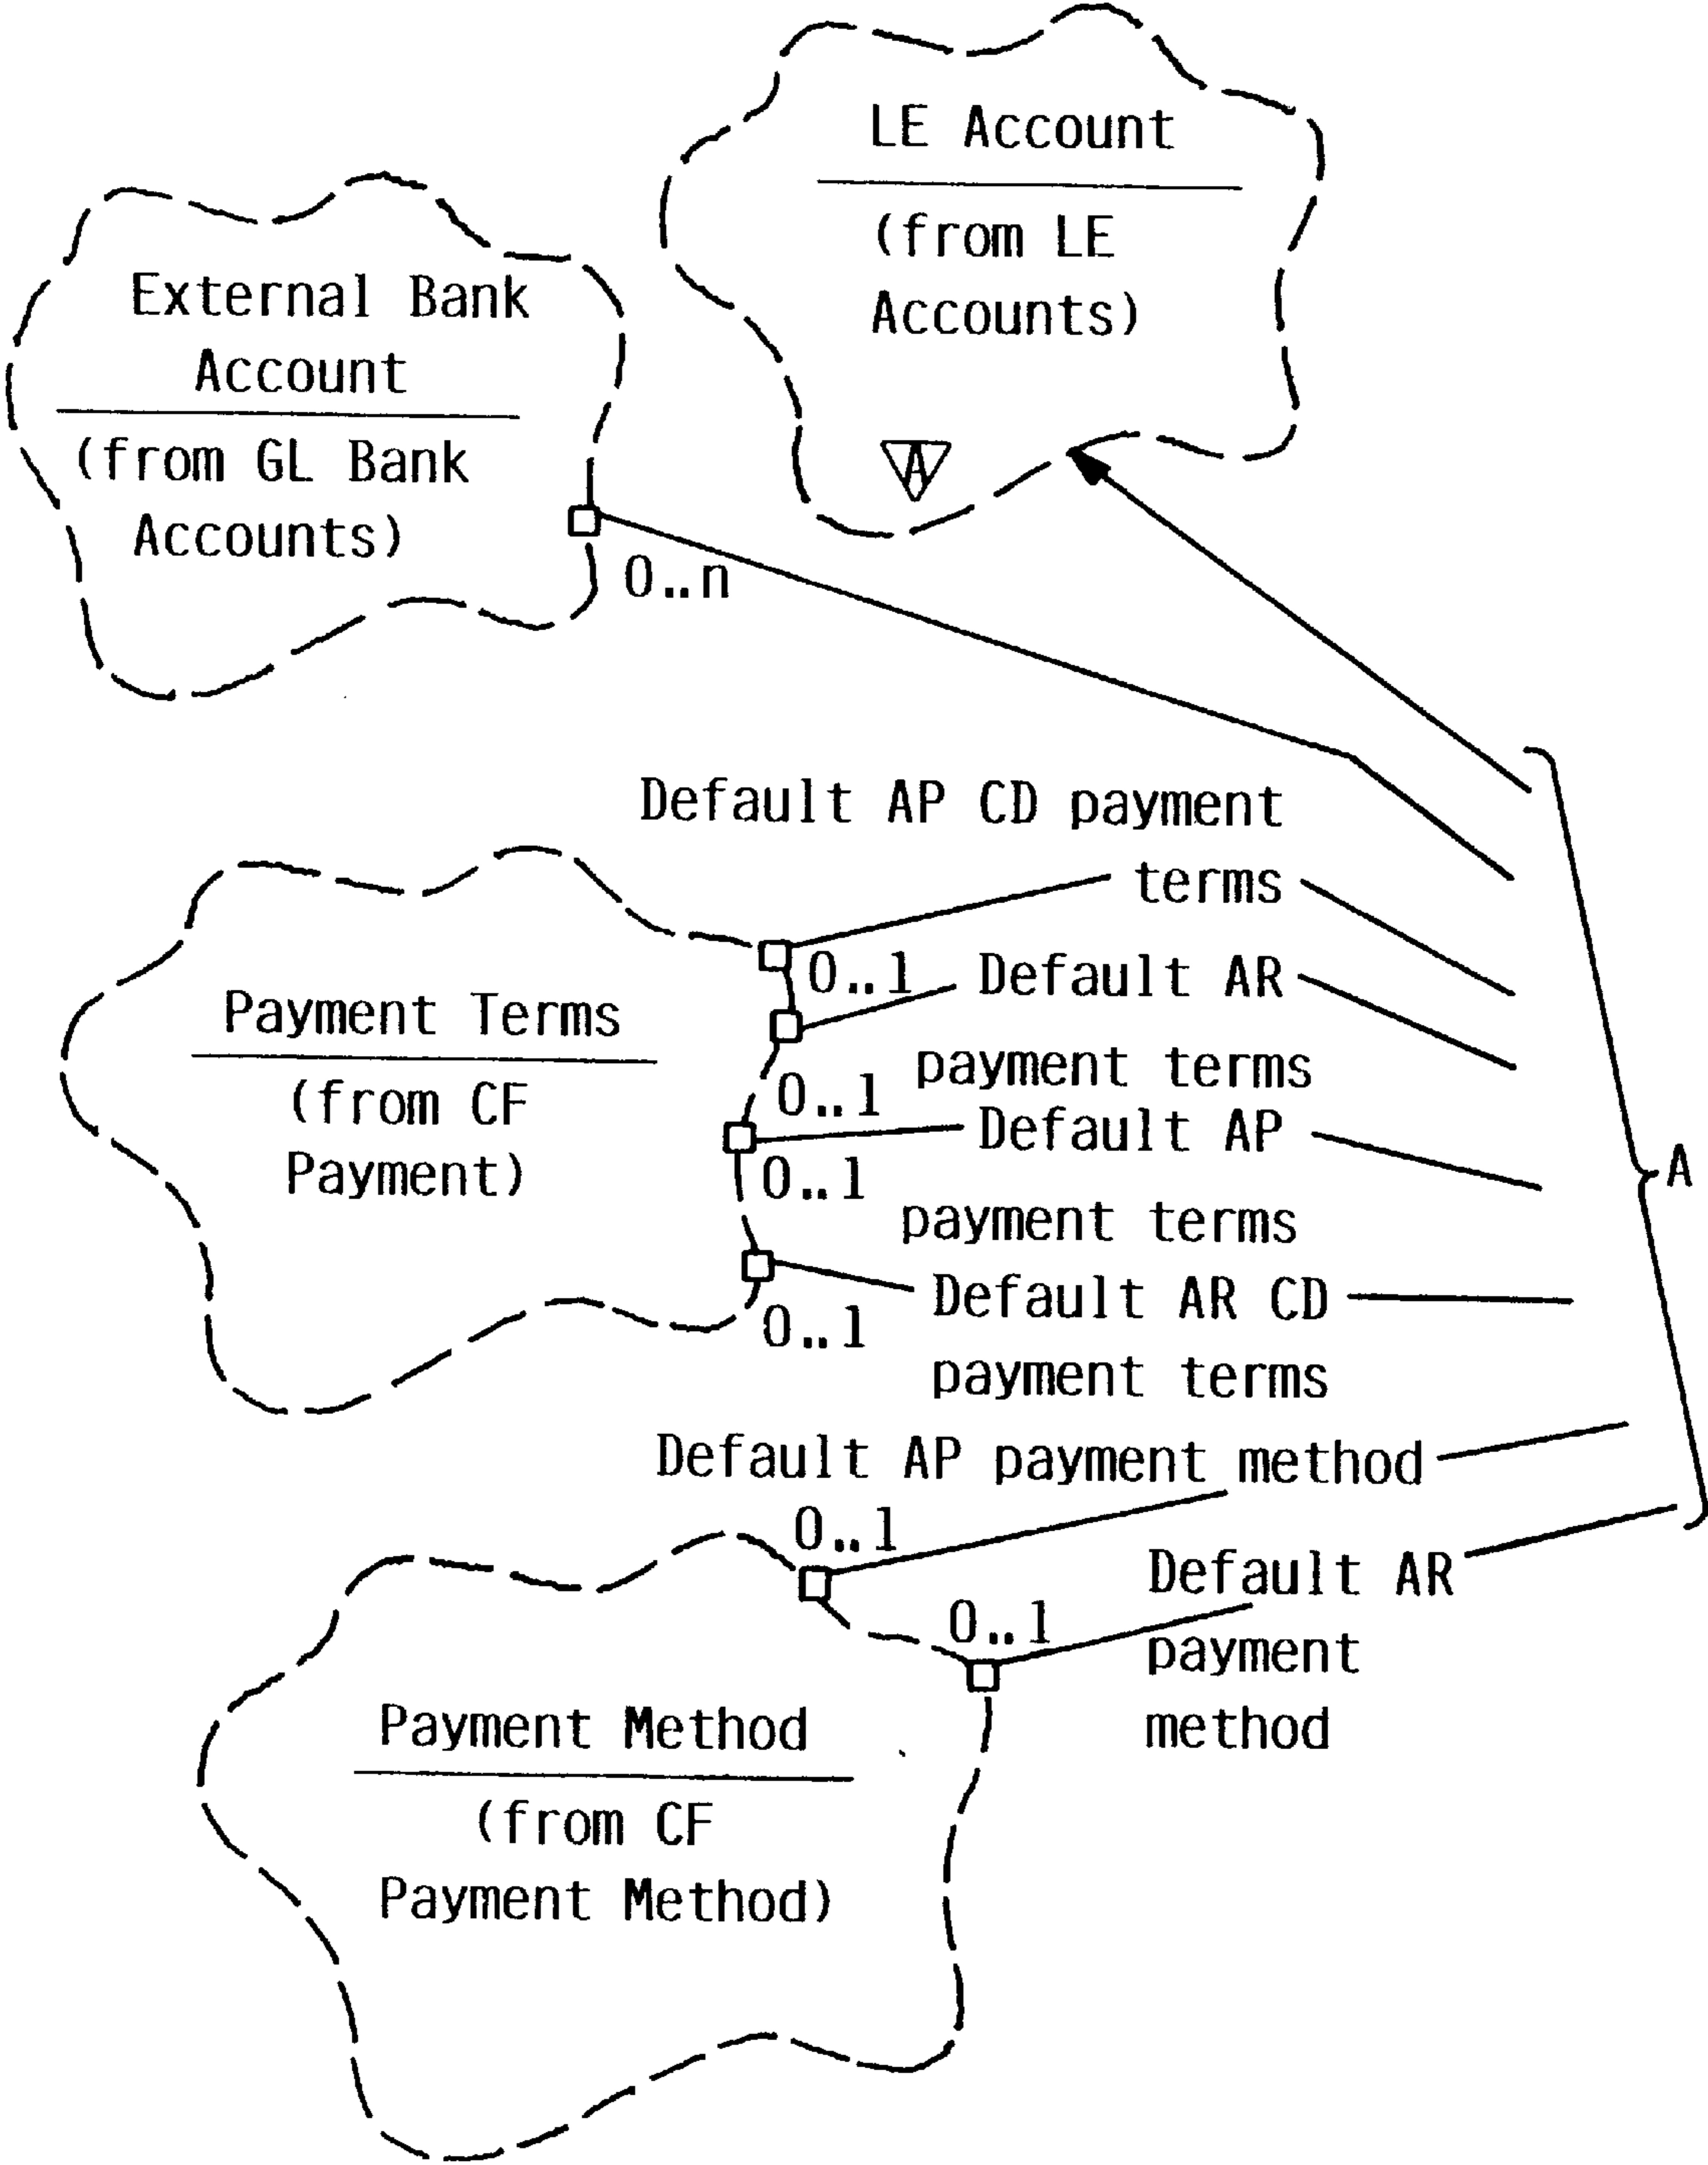 LE Account
(from LE
Accounts)
A
External Bank
Account
(from GL Bank
Accounts)
0..n
Default AP CD payment
terms
0..1
Default AR
payment terms
0..1
Default AP
0..1
payment terms
Default AR CD
0..1
payment terms
Payment Terms
(from CF
Payment)
A
Default AP payment method
0..1
Default AR
0..1
payment
method
Payment Method
(from CF
Payment Method)